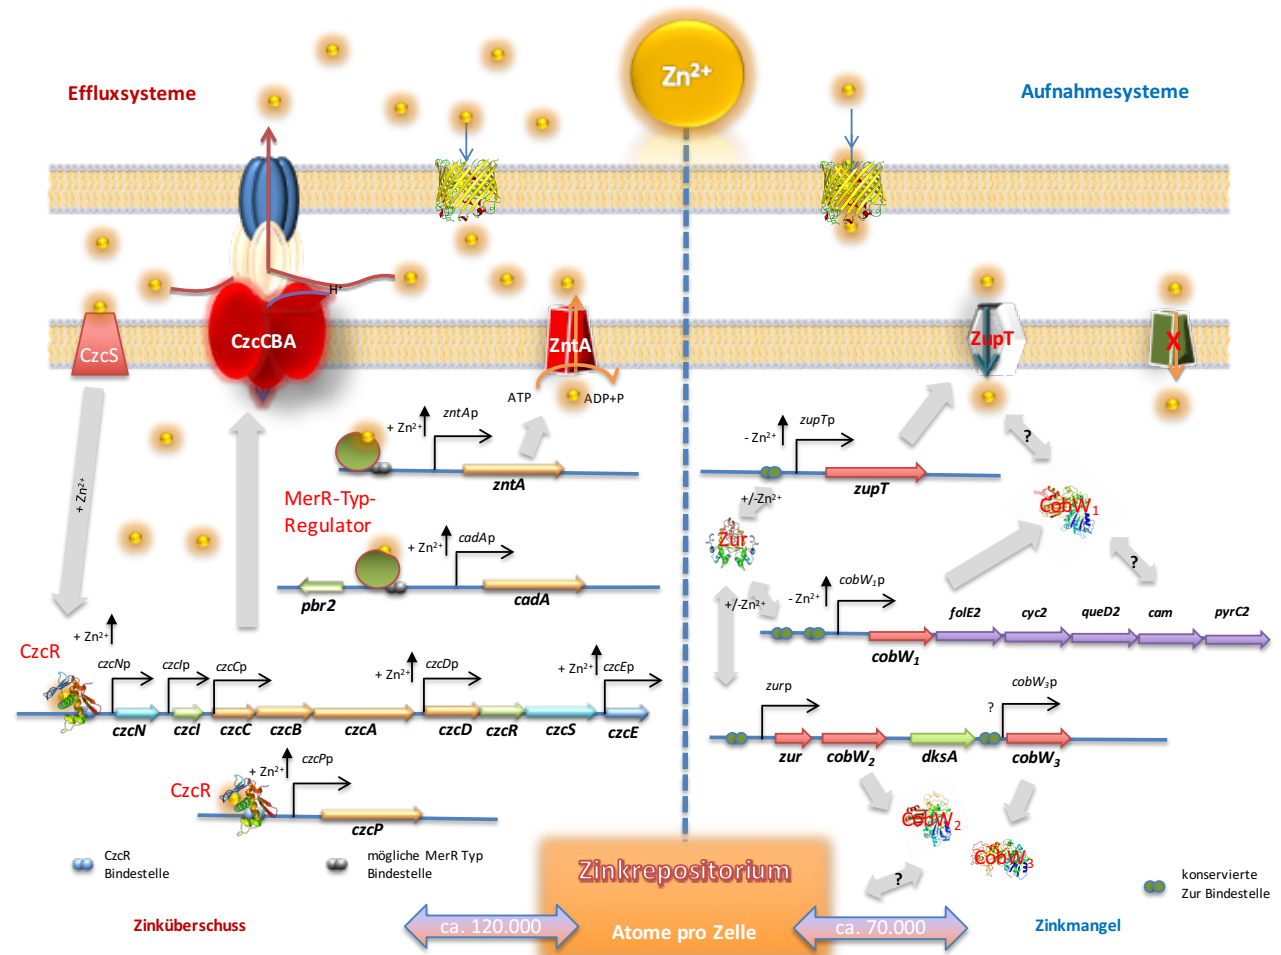 Zn²⁺
Effluxsysteme
Aufnahmesysteme
H⁺
CzcS
CzcCBA
ZntA
ZupT
X
ATP
ADP+P
+ Zn²⁺
zntAp
zntA
- Zn²⁺
zupTp
zupT
?
+/-Zn²⁺
+ Zn²⁺
MerR-Typ-
Regulator
CobW₁
Zur
+ Zn²⁺
cadAp
pbr2
cadA
?
+/-Zn²⁺
- Zn²⁺
cobW₁p
folE2
cyc2
queD2
cam
pyrC2
cobW₁
CzcR
+ Zn²⁺
czcNp
czcIp
czcCp
+ Zn²⁺
czcDp
+ Zn²⁺
czcEp
czcN
czcI
czcC
czcB
czcA
czcD
czcR
czcS
czcE
zurp
?
cobW₃p
zur
cobW₂
dksA
cobW₃
CzcR
+ Zn²⁺
czcPp
czcP
CobW₂
CobW₃
?
CzcR
Bindestelle
mögliche MerR Typ
Bindestelle
Zinkrepositorium
konservierte
Zur Bindestelle
Zinküberschuss
ca. 120.000
Atome pro Zelle
ca. 70.000
Zinkmangel